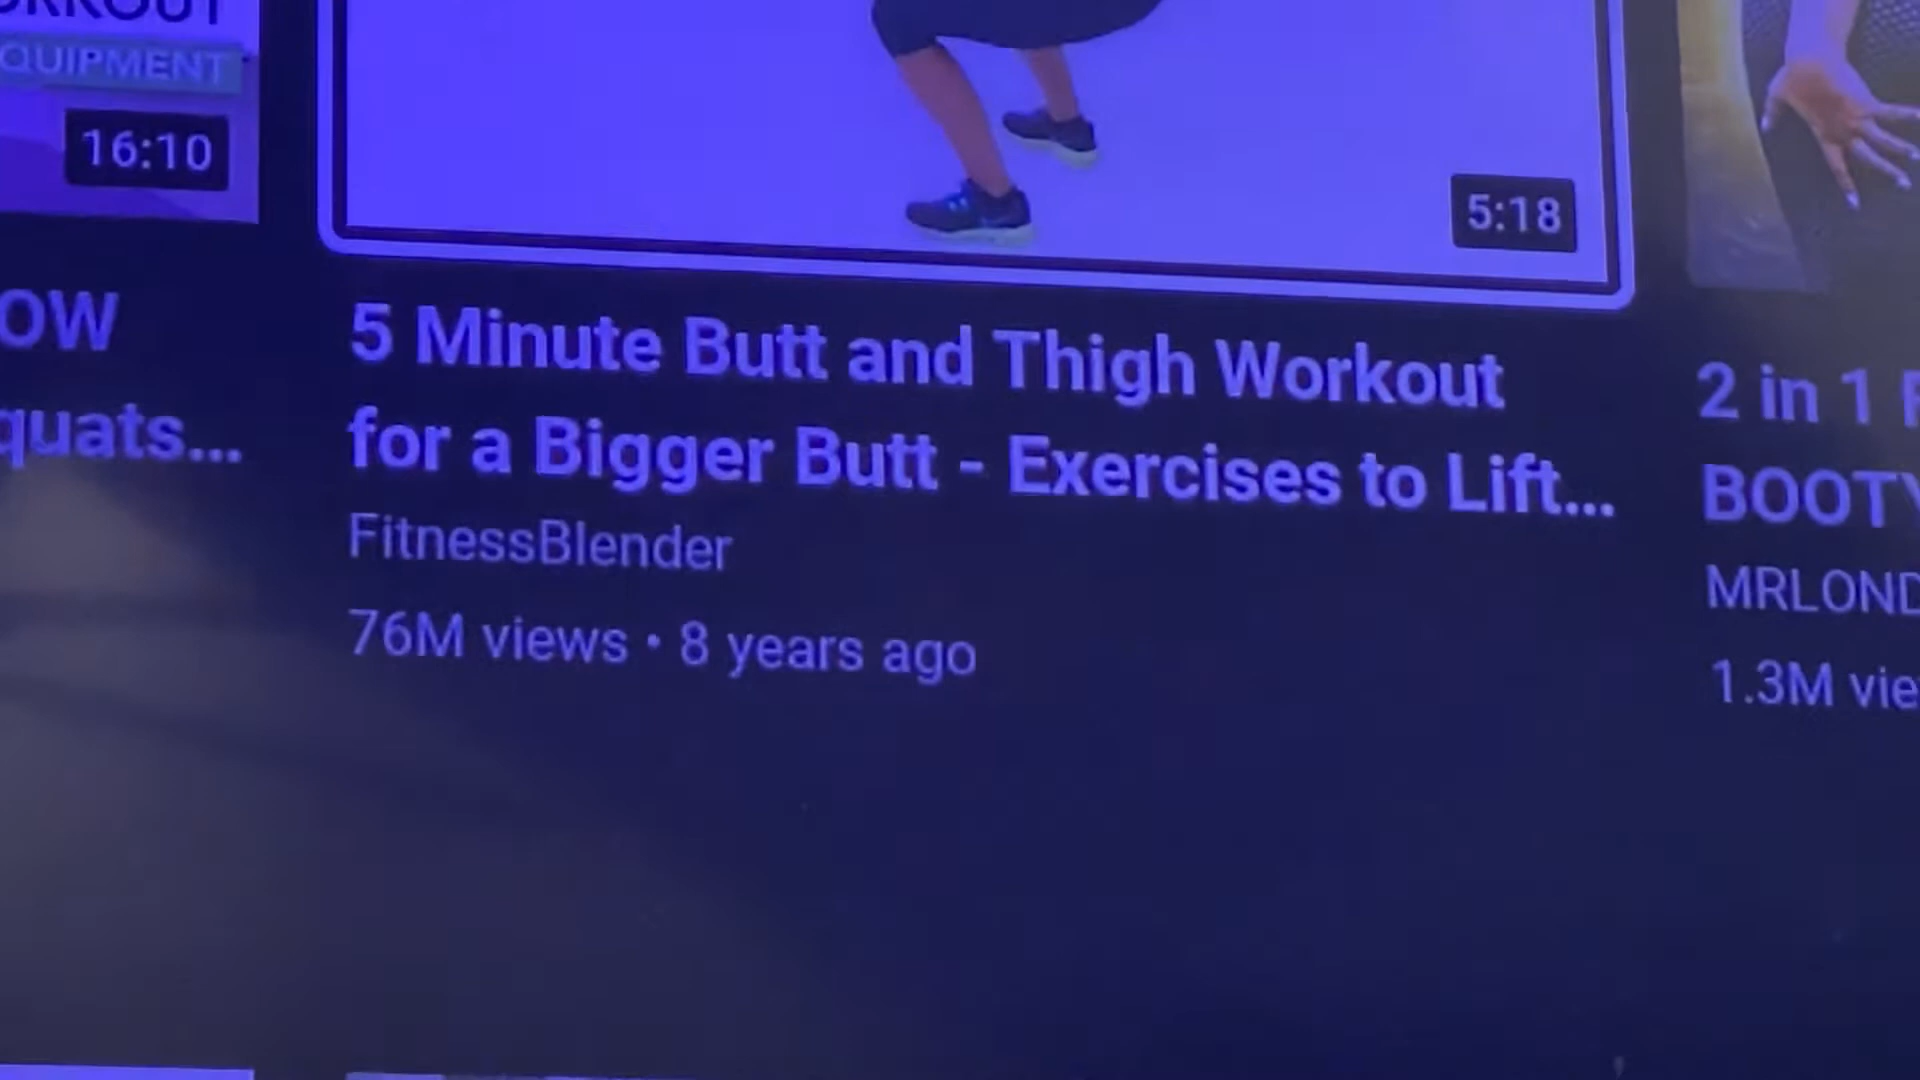 QUIPMENT
16:10
OW
quats...
5:18
5 Minute Butt and Thigh Workout
for a Bigger Butt - Exercises to Lift...
FitnessBlender
76M views • 8 years ago
2 in 1
BOOTY
MRLOND
1.3M vie